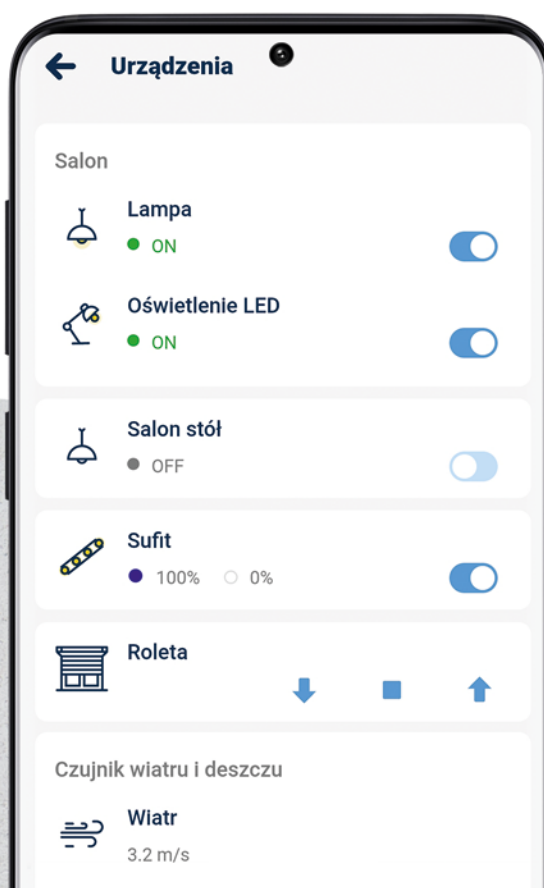 Urządzenia
Salon
Lampa
ON
Oświetlenie LED
ON
Salon stół
OFF
Sufit
100% 0%
Roleta
Czujnik wiatru i deszczu
Wiatr
3.2 m/s